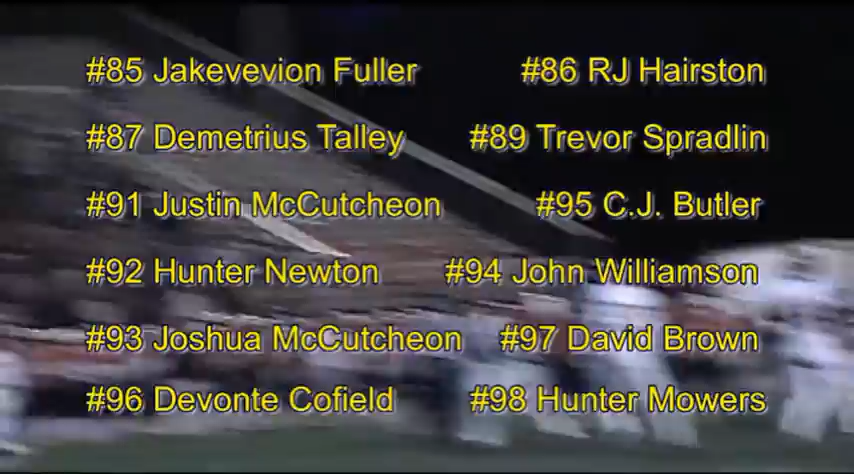 #85 Jakevevion Fuller #86 RJ Hairston
#87 Demetrius Talley #89 Trevor Spradlin
#91 Justin McCutcheon #95 C.J. Butler
#92 Hunter Newton #94 John Williamson
#93 Joshua McCutcheon #97 David Brown
#96 Devonte Cofield #98 Hunter Mowers